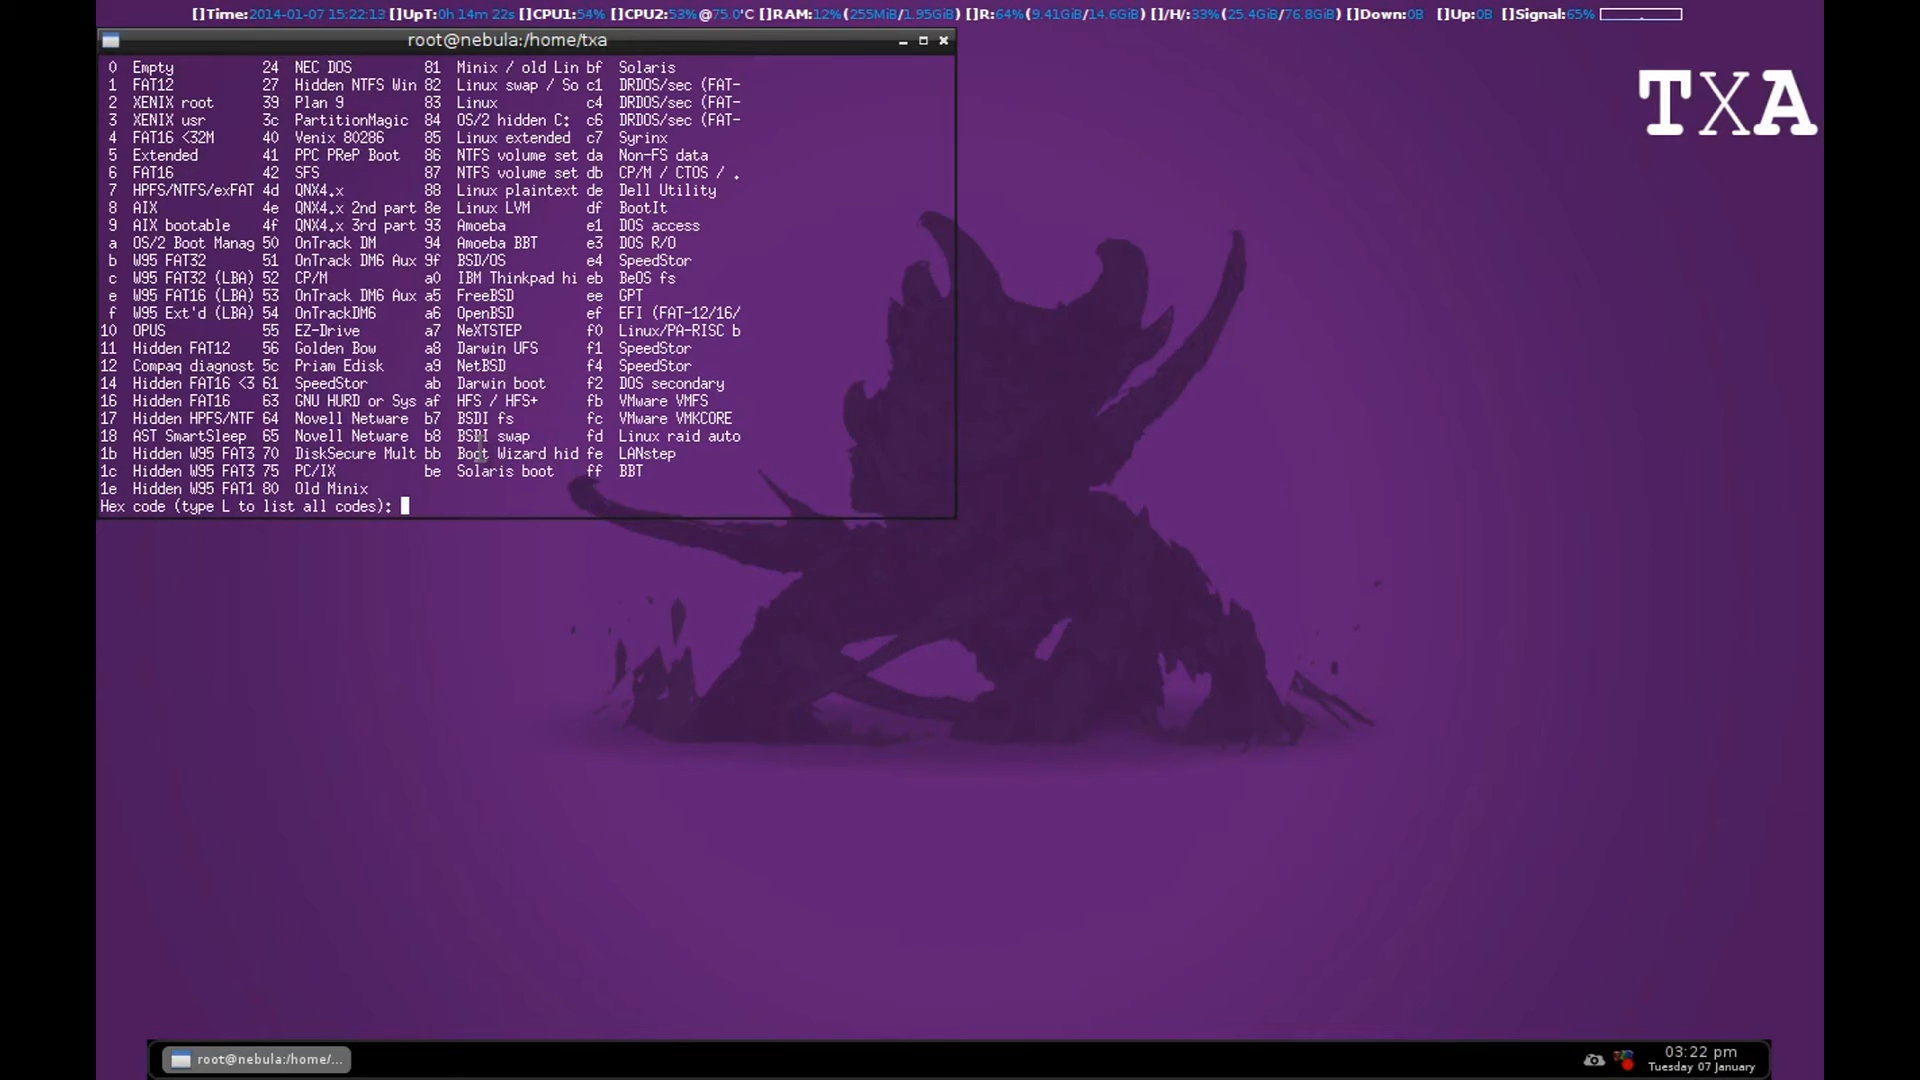 []Time:2014-01-07 15:22:13 []UpT:0h 14m 22s []CPU1:54% []CPU2:53%@75.0'C []RAM:12%(255MiB/1.95GiB) []R:64%(9.41GiB/14.6GiB) []/H/:33%(25.4GiB/76.8GiB) []Down:0B []Up:0B []Signal:65%
root@nebula:/home/txa
TXA
0 Empty 24 NEC DOS 81 Minix / old Lin bf Solaris
1 FAT12 27 Hidden NTFS Win 82 Linux swap / So c1 DRDOS/sec (FAT-
2 XENIX root 39 Plan 9 83 Linux c4 DRDOS/sec (FAT-
3 XENIX usr 3c PartitionMagic 84 OS/2 hidden C: c6 DRDOS/sec (FAT-
4 FAT16 <32M 40 Venix 80286 85 Linux extended c7 Syrinx
5 Extended 41 PPC PReP Boot 86 NTFS volume set da Non-FS data
6 FAT16 42 SFS 87 NTFS volume set db CP/M / CTOS / .
7 HPFS/NTFS/exFAT 4d QNX4.x 88 Linux plaintext de Dell Utility
8 AIX 4e QNX4.x 2nd part 8e Linux LVM df BootIt
9 AIX bootable 4f QNX4.x 3rd part 93 Amoeba e1 DOS access
a OS/2 Boot Manag 50 OnTrack DM 94 Amoeba BBT e3 DOS R/O
b W95 FAT32 51 OnTrack DM6 Aux 9f BSD/OS e4 SpeedStor
c W95 FAT32 (LBA) 52 CP/M a0 IBM Thinkpad hi eb BeOS fs
e W95 FAT16 (LBA) 53 OnTrack DM6 Aux a5 FreeBSD ee GPT
f W95 Ext'd (LBA) 54 OnTrackDM6 a6 OpenBSD ef EFI (FAT-12/16/
10 OPUS 55 EZ-Drive a7 NeXTSTEP f0 Linux/PA-RISC b
11 Hidden FAT12 56 Golden Bow a8 Darwin UFS f1 SpeedStor
12 Compaq diagnost 5c Priam Edisk a9 NetBSD f4 SpeedStor
14 Hidden FAT16 <3 61 SpeedStor ab Darwin boot f2 DOS secondary
16 Hidden FAT16 63 GNU HURD or Sys af HFS / HFS+ fb VMware VMFS
17 Hidden HPFS/NTF 64 Novell Netware b7 BSDI fs fc VMware VMKCORE
18 AST SmartSleep 65 Novell Netware b8 BSDI swap fd Linux raid auto
1b Hidden W95 FAT3 70 DiskSecure Mult bb Boot Wizard hid fe LANstep
1c Hidden W95 FAT3 75 PC/IX be Solaris boot ff BBT
1e Hidden W95 FAT1 80 Old Minix
Hex code (type L to list all codes):
root@nebula:/home/...
03:22 pm
Tuesday 07 January